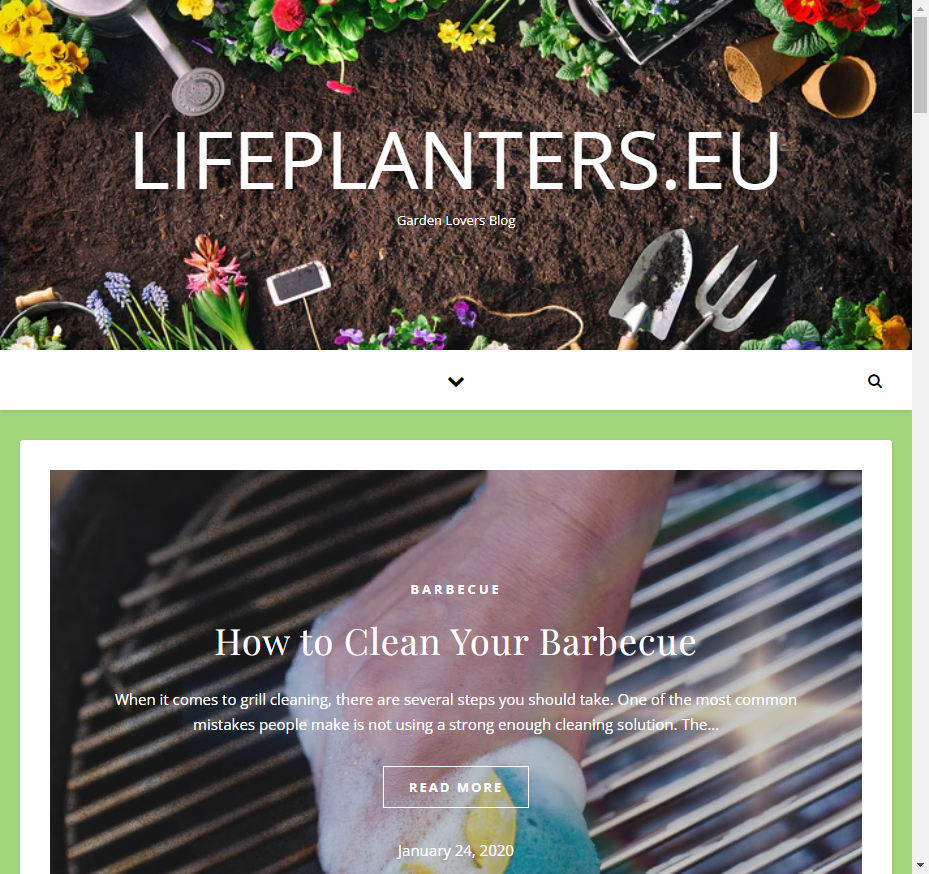 LIFEPLANTERS.EU
Garden Lovers Blog
BARBECUE
How to Clean Your Barbecue
When it comes to grill cleaning, there are several steps you should take. One of the most common
mistakes people make is not using a strong enough cleaning solution. The...
READ MORE
January 24, 2020